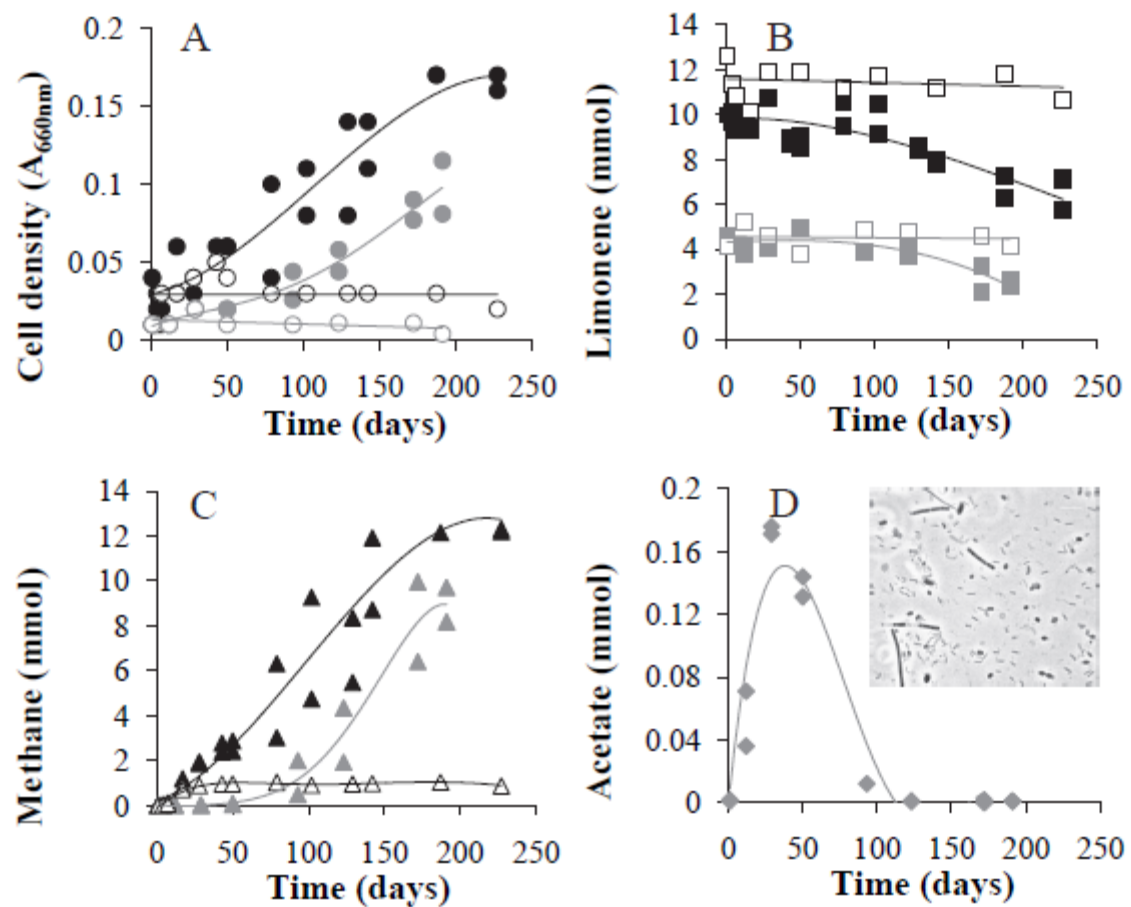 A
Cell density (A660nm)
0.2
0.15
0.1
0.05
0
0 50 100 150 200 250
Time (days)
B
Limonene (mmol)
14
12
10
8
6
4
2
0
0 50 100 150 200 250
Time (days)
C
Methane (mmol)
14
12
10
8
6
4
2
0
0 50 100 150 200 250
Time (days)
D
Acetate (mmol)
0.2
0.16
0.12
0.08
0.04
0
0 50 100 150 200 250
Time (days)